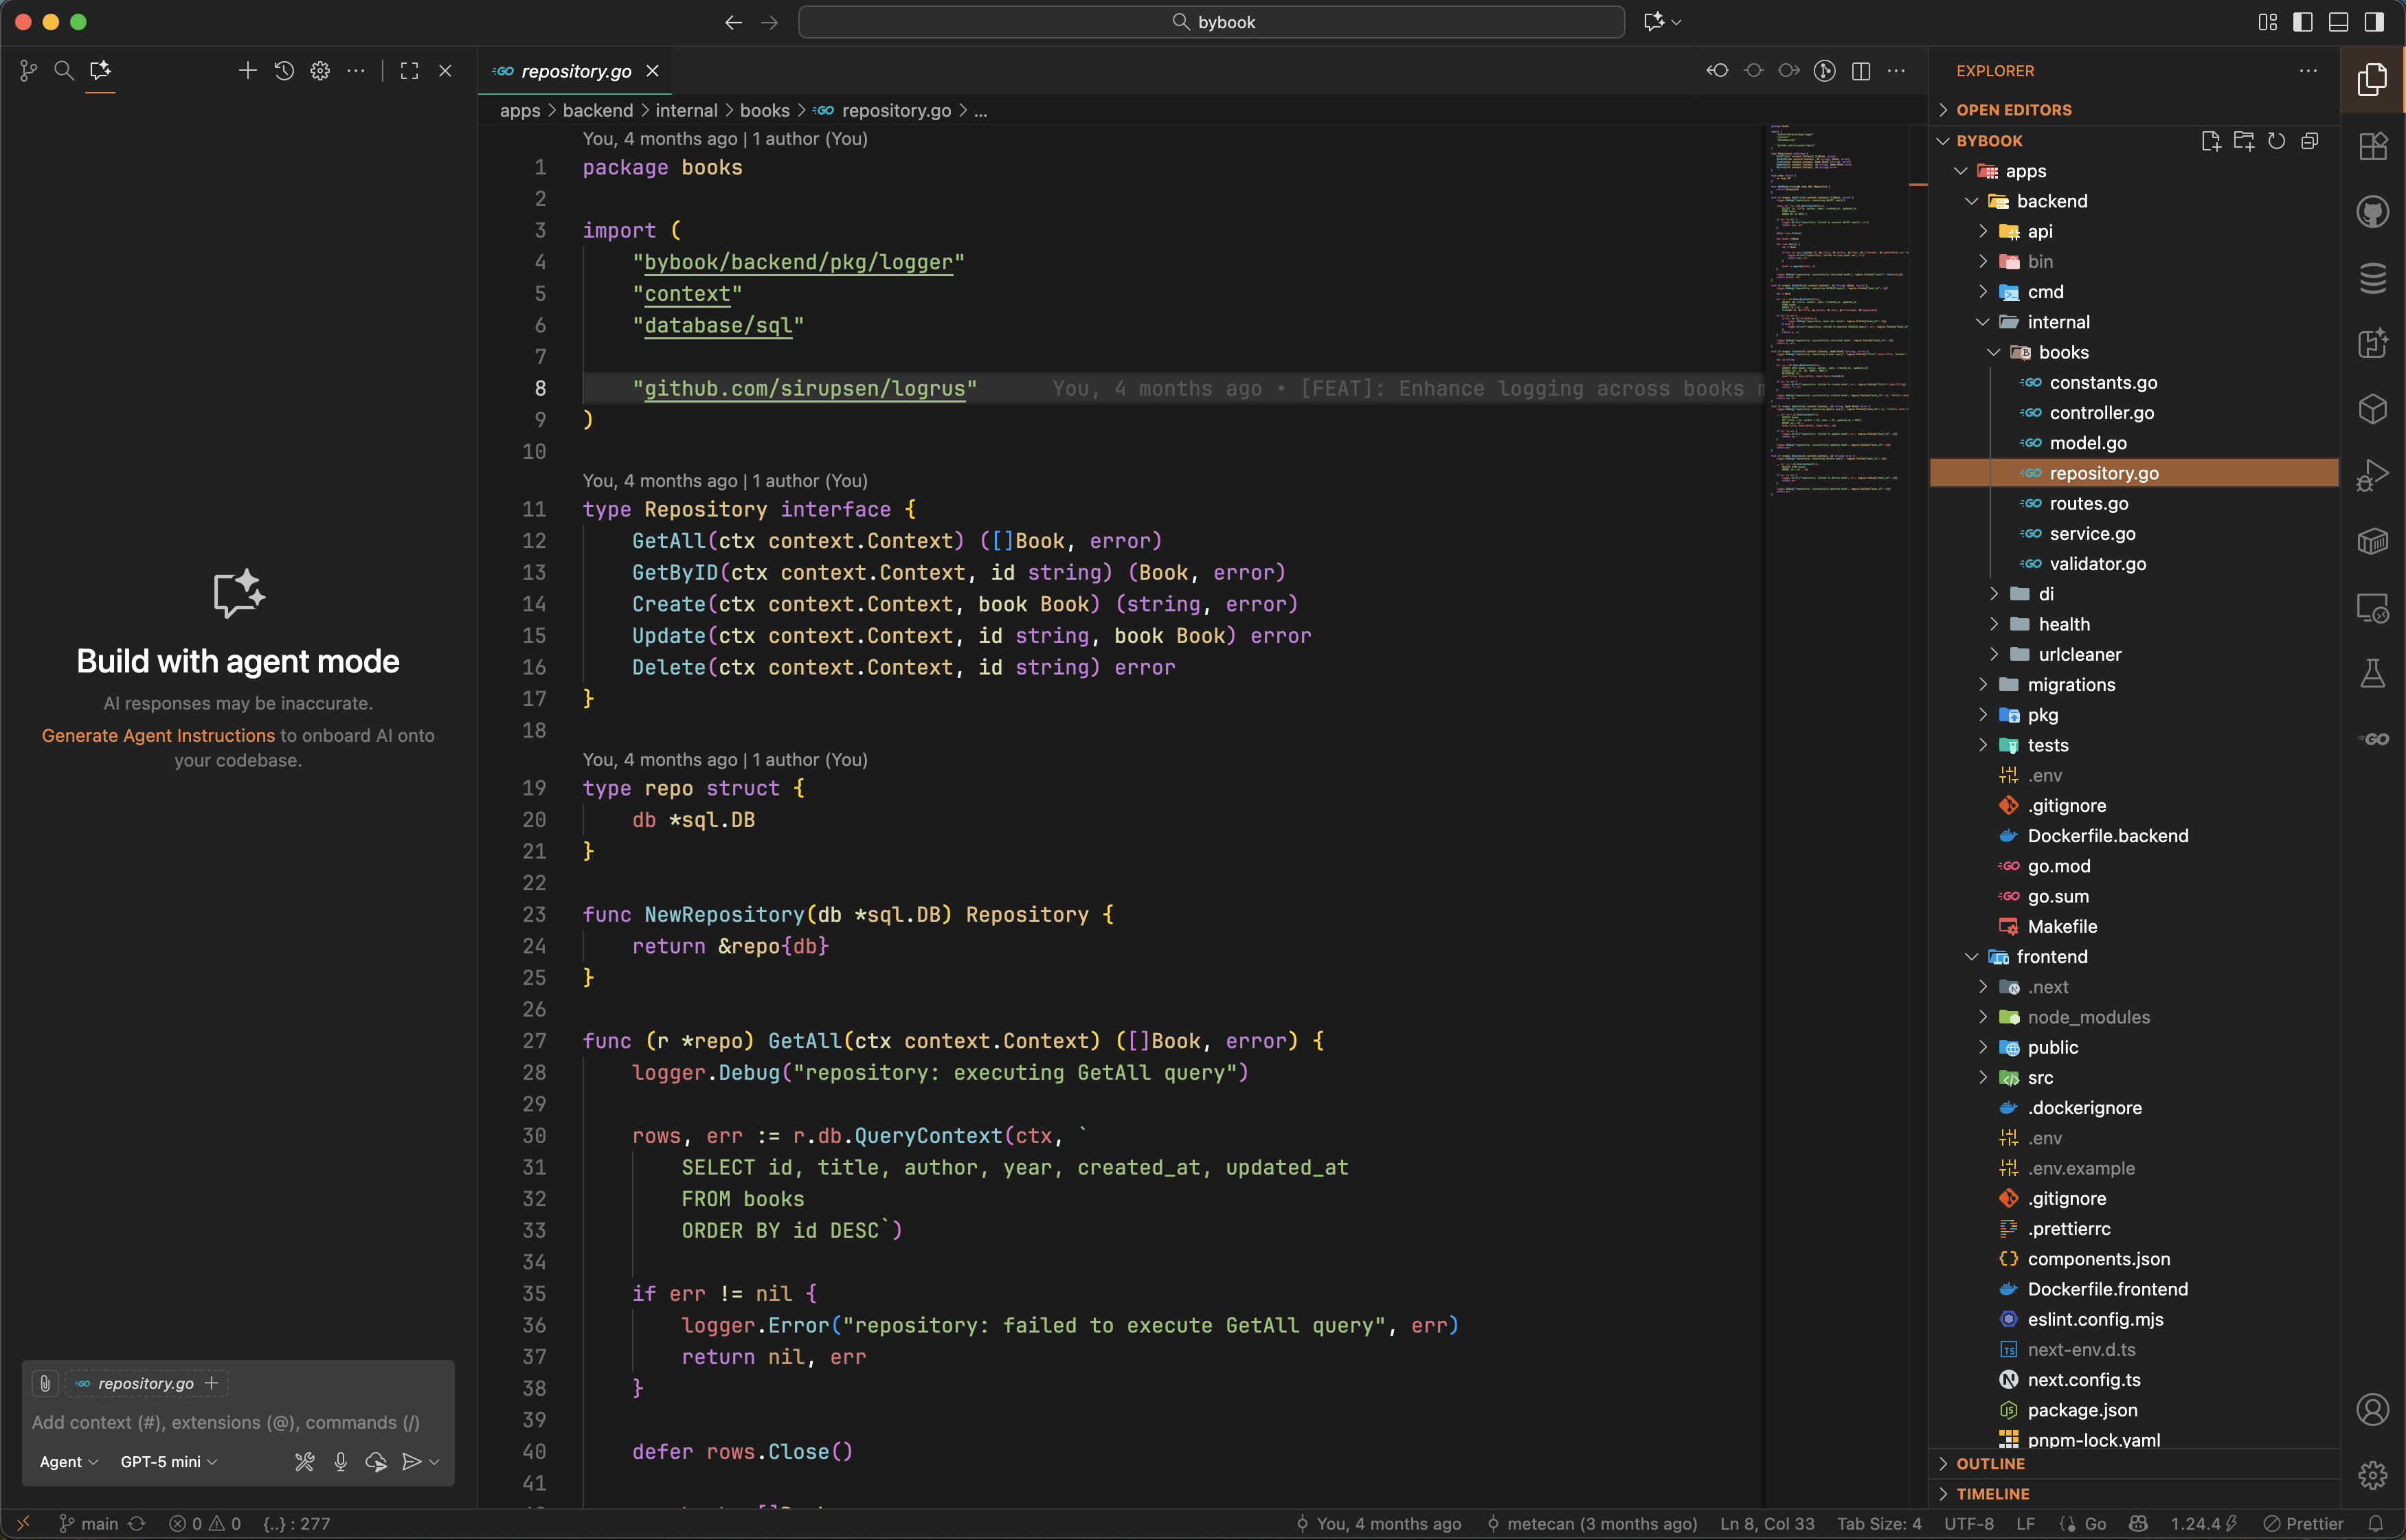 bybook
repository.go
apps > backend > internal > books > repository.go > ...
You, 4 months ago | 1 author (You)
1 package books
2
3 import (
4 "bybook/backend/pkg/logger"
5 "context"
6 "database/sql"
7
8 "github.com/sirupsen/logrus" You, 4 months ago • [FEAT]: Enhance logging across books m
9 )
10
You, 4 months ago | 1 author (You)
11 type Repository interface {
12 GetAll(ctx context.Context) ([]Book, error)
13 GetByID(ctx context.Context, id string) (Book, error)
14 Create(ctx context.Context, book Book) (string, error)
15 Update(ctx context.Context, id string, book Book) error
16 Delete(ctx context.Context, id string) error
17 }
18
You, 4 months ago | 1 author (You)
19 type repo struct {
20 db *sql.DB
21 }
22
23 func NewRepository(db *sql.DB) Repository {
24 return &repo{db}
25 }
26
27 func (r *repo) GetAll(ctx context.Context) ([]Book, error) {
28 logger.Debug("repository: executing GetAll query")
29
30 rows, err := r.db.QueryContext(ctx, `
31 SELECT id, title, author, year, created_at, updated_at
32 FROM books
33 ORDER BY id DESC`)
34
35 if err != nil {
36 logger.Error("repository: failed to execute GetAll query", err)
37 return nil, err
38 }
39
40 defer rows.Close()
41
Build with agent mode
AI responses may be inaccurate.
Generate Agent Instructions to onboard AI onto
your codebase.
repository.go
Add context (#), extensions (@), commands (/)
Agent GPT-5 mini
EXPLORER
OPEN EDITORS
BYBOOK
apps
backend
api
bin
cmd
internal
books
constants.go
controller.go
model.go
repository.go
routes.go
service.go
validator.go
di
health
urlcleaner
migrations
pkg
tests
.env
.gitignore
Dockerfile.backend
go.mod
go.sum
Makefile
frontend
.next
node_modules
public
src
.dockerignore
.env
.env.example
.gitignore
.prettierrc
components.json
Dockerfile.frontend
eslint.config.mjs
next-env.d.ts
next.config.ts
package.json
pnpm-lock.yaml
OUTLINE
TIMELINE
main 0 0 {..} : 277 You, 4 months ago metecan (3 months ago) Ln 8, Col 33 Tab Size: 4 UTF-8 LF Go 1.24.4 Prettier